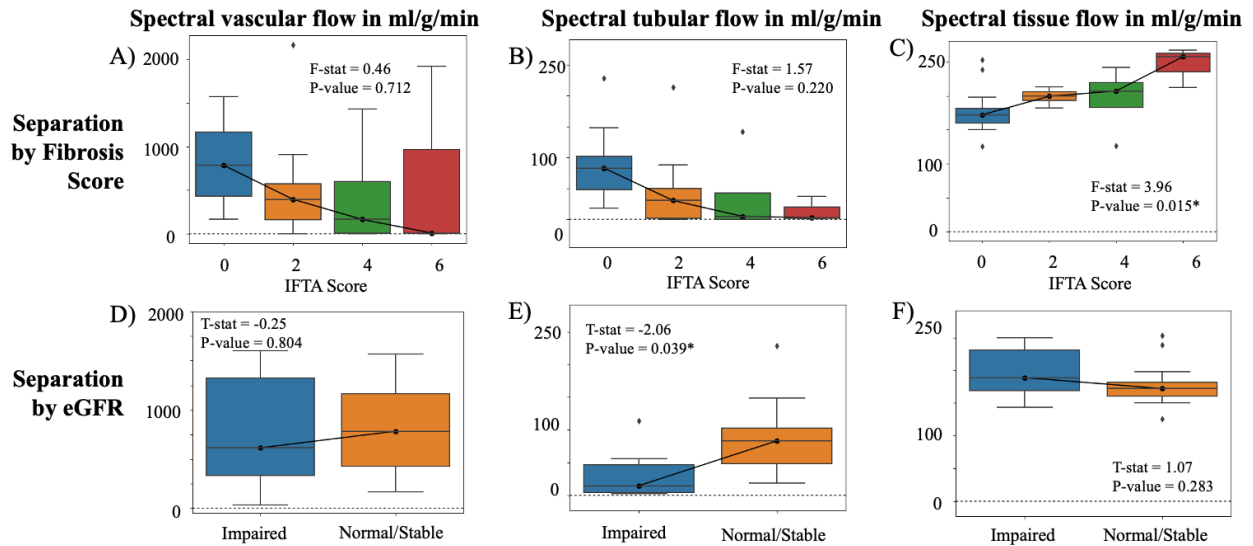 Spectral vascular flow in ml/g/min
Spectral tubular flow in ml/g/min
Spectral tissue flow in ml/g/min
Separation
by Fibrosis
Score
A)
2000
1000
0
F-stat = 0.46
P-value = 0.712
0 2 4 6
IFTA Score
B)
250
100
0
F-stat = 1.57
P-value = 0.220
0 2 4 6
IFTA Score
C)
250
100
0
F-stat = 3.96
P-value = 0.015*
0 2 4 6
IFTA Score
Separation
by eGFR
D)
2000
1000
0
T-stat = -0.25
P-value = 0.804
Impaired Normal/Stable
E)
250
100
0
T-stat = -2.06
P-value = 0.039*
Impaired Normal/Stable
F)
250
100
0
T-stat = 1.07
P-value = 0.283
Impaired Normal/Stable